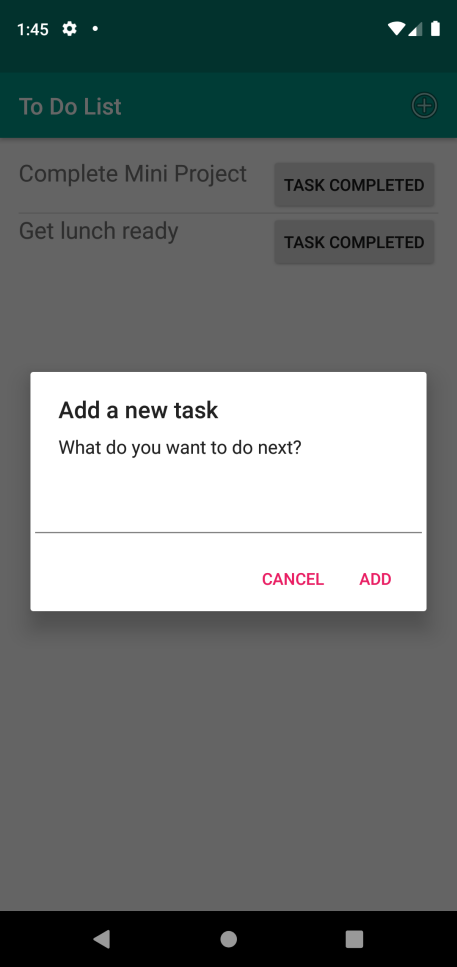 1:45
To Do List
Complete Mini Project
TASK COMPLETED
Get lunch ready
TASK COMPLETED
Add a new task
What do you want to do next?
CANCEL ADD